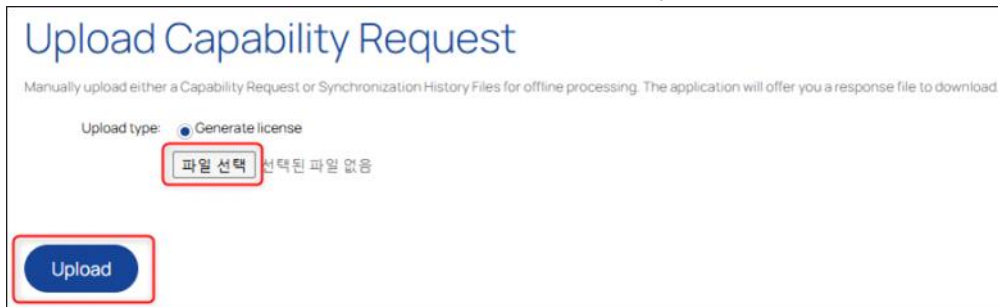 Upload Capability Request
Manually upload either a Capability Request or Synchronization History Files for offline processing. The application will offer you a response file to download.
Upload type: Generate license
파일 선택 선택된 파일 없음
Upload